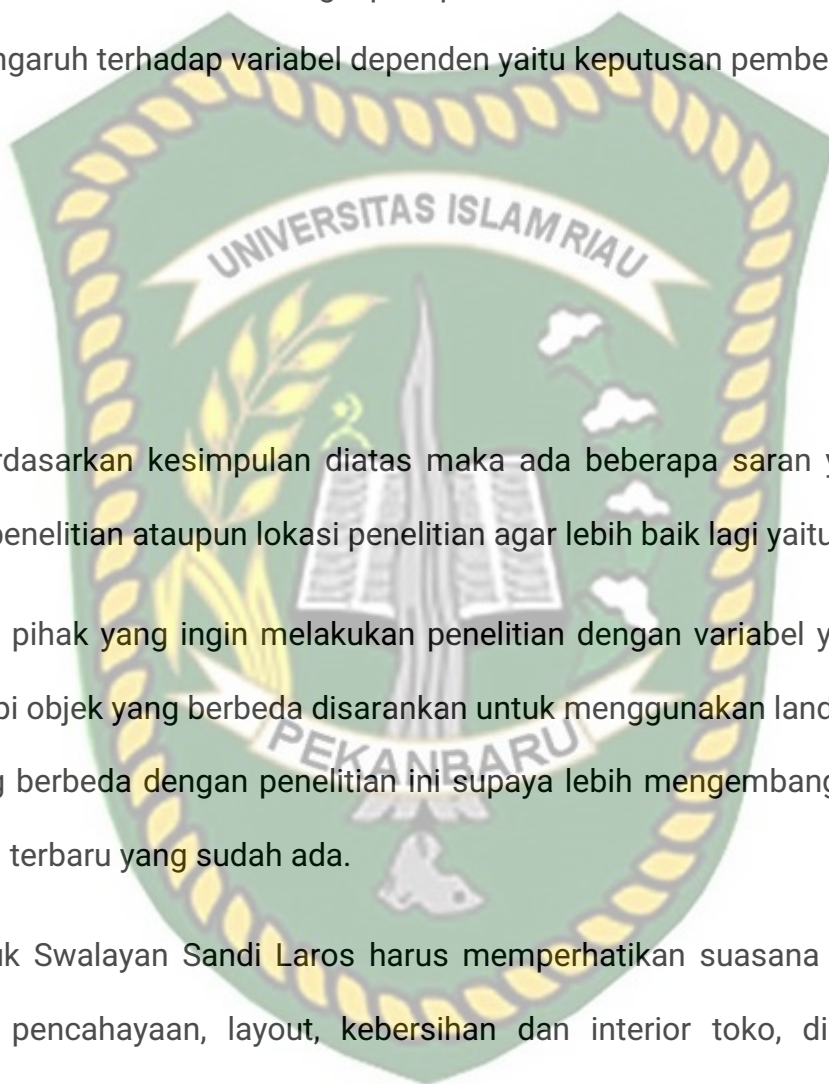 ngaruh terhadap variabel dependen yaitu keputusan pembe
UNIVERSITAS ISLAM RIAU
rdasarkan kesimpulan diatas maka ada beberapa saran y
penelitian ataupun lokasi penelitian agar lebih baik lagi yaitu
pihak yang ingin melakukan penelitian dengan variabel y
pi objek yang berbeda disarankan untuk menggunakan land
PEKANBARU
g berbeda dengan penelitian ini supaya lebih mengembang
terbaru yang sudah ada.
uk Swalayan Sandi Laros harus memperhatikan suasana
pencahayaan, layout, kebersihan dan interior toko, di